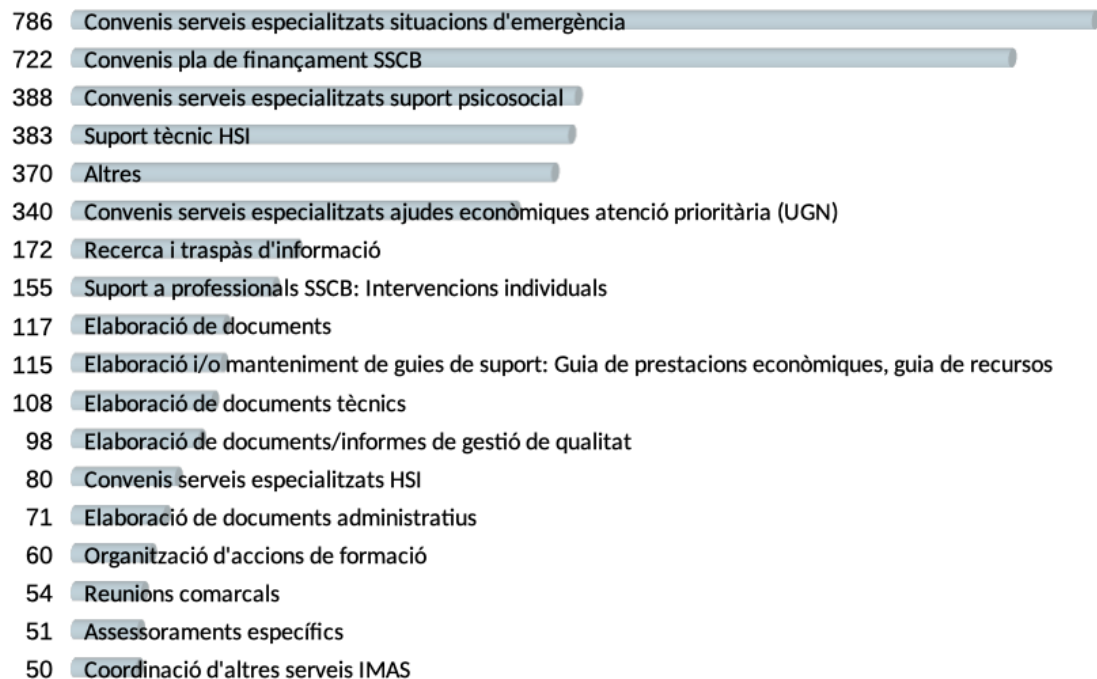 786 Convenis serveis especialitzats situacions d'emergència
722 Convenis pla de finançament SSCB
388 Convenis serveis especialitzats suport psicosocial
383 Suport tècnic HSI
370 Altres
340 Convenis serveis especialitzats ajudes econòmiques atenció prioritària (UGN)
172 Recerca i traspàs d'informació
155 Suport a professionals SSCB: Intervencions individuals
117 Elaboració de documents
115 Elaboració i/o manteniment de guies de suport: Guia de prestacions econòmiques, guia de recursos
108 Elaboració de documents tècnics
98 Elaboració de documents/informes de gestió de qualitat
80 Convenis serveis especialitzats HSI
71 Elaboració de documents administratius
60 Organització d'accions de formació
54 Reunions comarcals
51 Assessoraments específics
50 Coordinació d'altres serveis IMAS